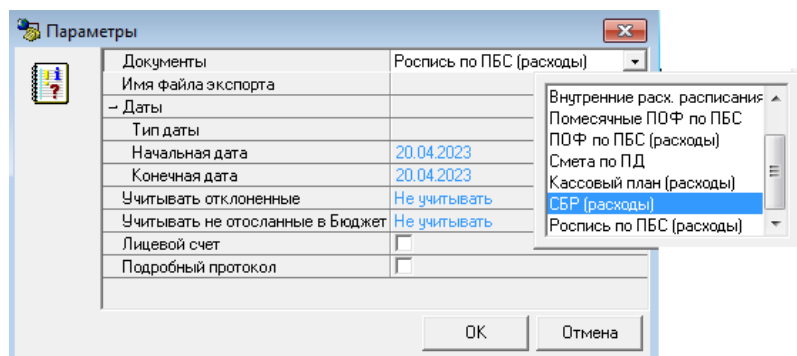 Параметры
Документы Роспись по ПБС (расходы)
Имя файла экспорта
Даты
Тип даты
Начальная дата 20.04.2023
Конечная дата 20.04.2023
Учитывать отклоненные Не учитывать
Учитывать не отосланные в Бюджет Не учитывать
Лицевой счет
Подробный протокол
Внутренние расх. расписания
Помесячные ПОФ по ПБС
ПОФ по ПБС (расходы)
Смета по ПД
Кассовый план (расходы)
СБР (расходы)
Роспись по ПБС (расходы)
OK Отмена